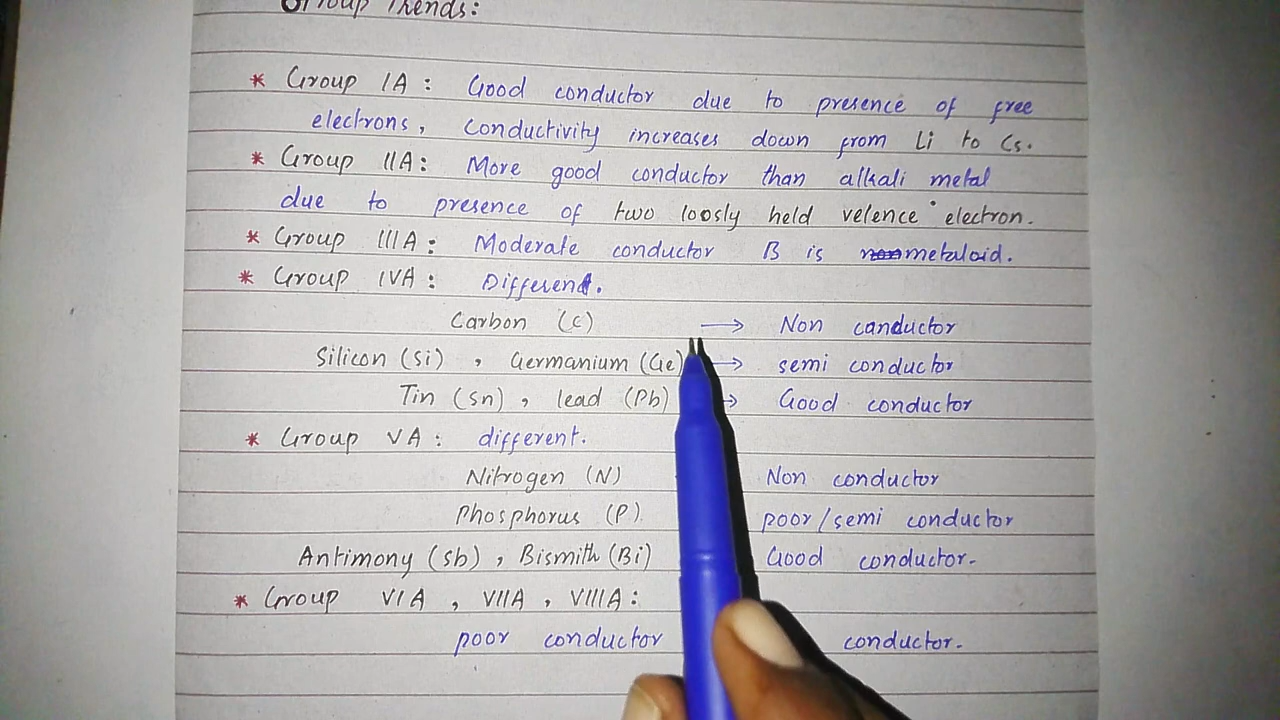 Group Trends:
* Group IA: Good conductor due to presence of free
electrons, Conductivity increases down from Li to Cs.
* Group IIA: More good conductor than alkali metal
due to presence of two loosly held velence electron.
* Group IIIA: Moderate conductor B is metaloid.
* Group IVA: Different.
Carbon (C) → Non canductor
Silicon (Si), Germanium (Ge) → semi conductor
Tin (Sn), lead (Pb) → Good conductor
* Group VA: different.
Nitrogen (N) Non conductor
Phosphorus (P) poor/semi conductor
Antimony (Sb), Bismith (Bi) Good conductor.
* Group VIA, VIIA, VIIIA:
poor conductor conductor.